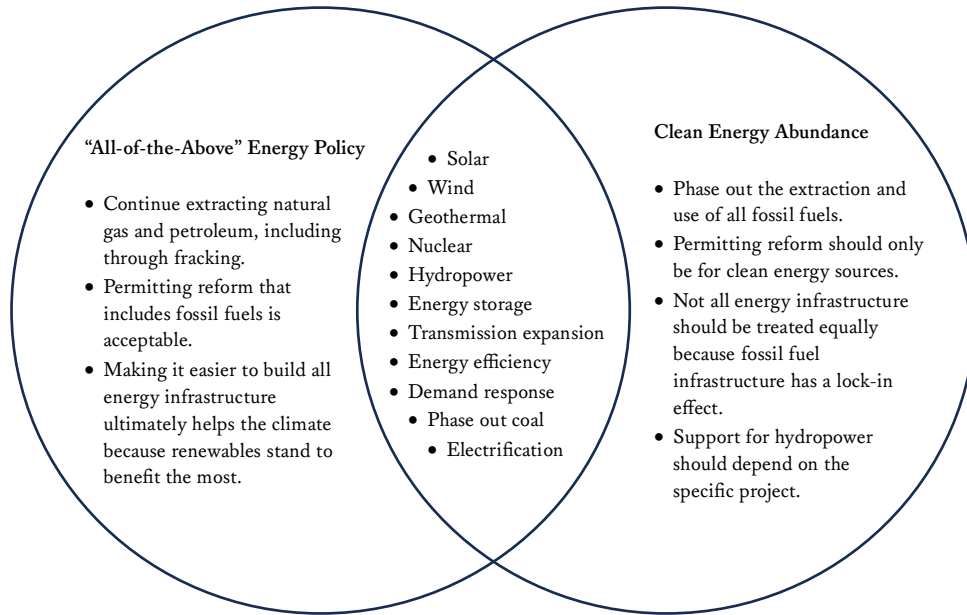 “All-of-the-Above” Energy Policy
• Continue extracting natural
gas and petroleum, including
through fracking.
• Permitting reform that
includes fossil fuels is
acceptable.
• Making it easier to build all
energy infrastructure
ultimately helps the climate
because renewables stand to
benefit the most.
• Solar
• Wind
• Geothermal
• Nuclear
• Hydropower
• Energy storage
• Transmission expansion
• Energy efficiency
• Demand response
• Phase out coal
• Electrification
Clean Energy Abundance
• Phase out the extraction and
use of all fossil fuels.
• Permitting reform should only
be for clean energy sources.
• Not all energy infrastructure
should be treated equally
because fossil fuel
infrastructure has a lock-in
effect.
• Support for hydropower
should depend on the
specific project.